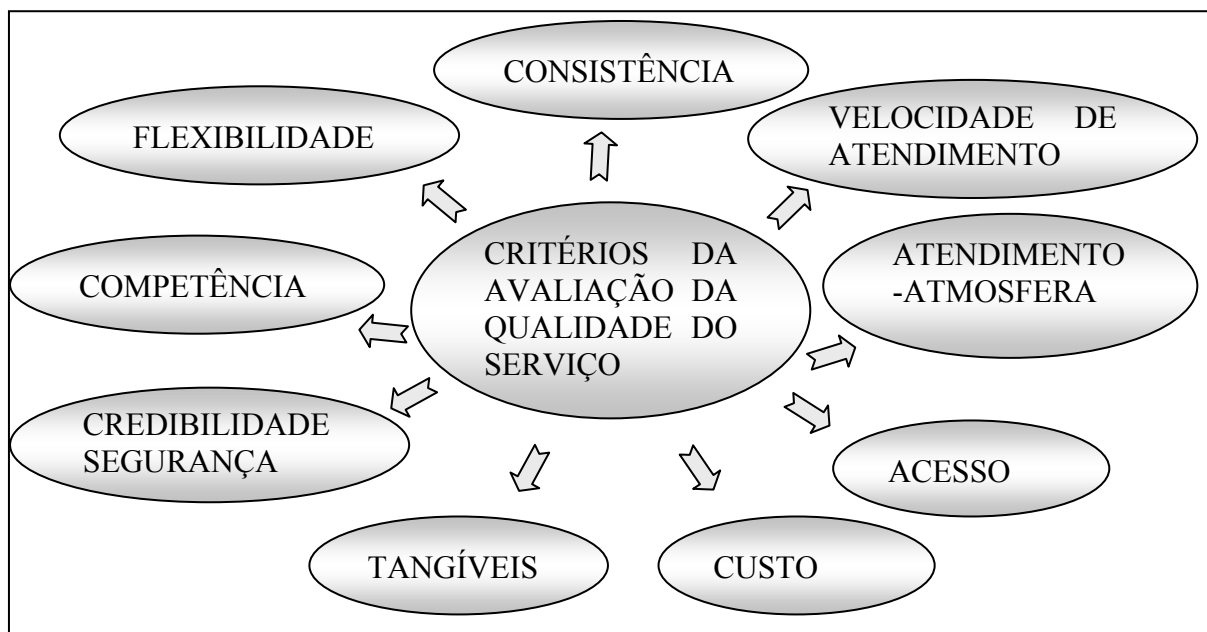 CONSISTÊNCIA
FLEXIBILIDADE
VELOCIDADE DE
ATENDIMENTO
CRITÉRIOS DA
AVALIAÇÃO DA
QUALIDADE DO
SERVIÇO
ATENDIMENTO
-ATMOSFERA
COMPETÊNCIA
CREDIBILIDADE
SEGURANÇA
ACESSO
TANGÍVEIS
CUSTO